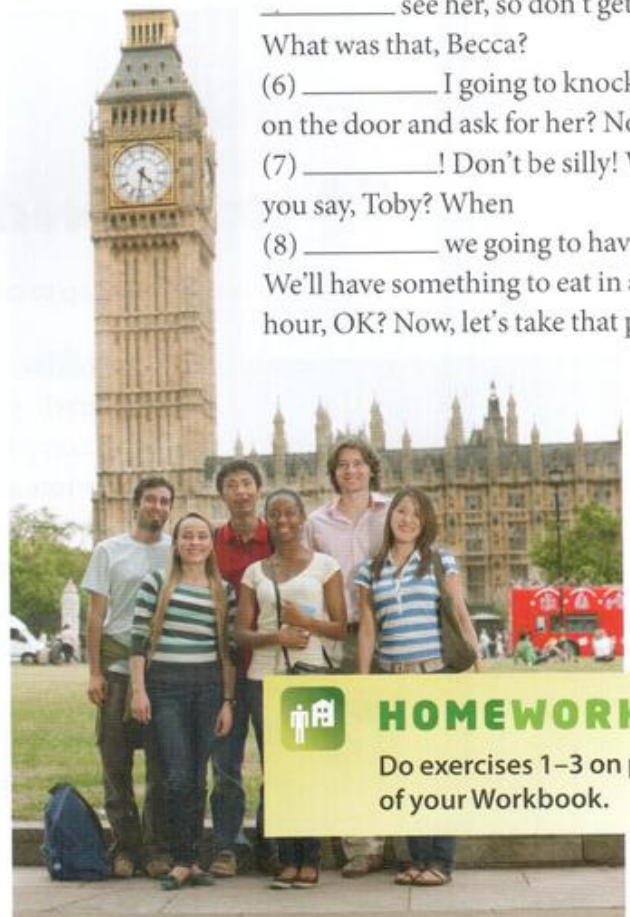 __________ see her, so don't get
What was that, Becca?
(6) __________ I going to knock
on the door and ask for her? No
(7) __________! Don't be silly!
you say, Toby? When
(8) __________ we going to hav
We'll have something to eat in a
hour, OK? Now, let's take that p
HOMEWORK
Do exercises 1–3 on p
of your Workbook.